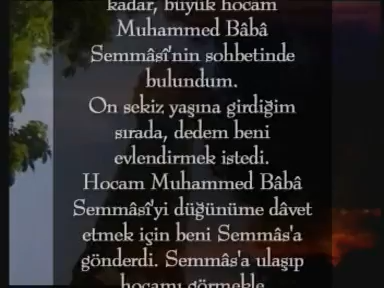 kadar, büyük hocam
Muhammed Bâbâ
Semmâsî'nin sohbetinde
bulundum.
On sekiz yaşına girdiğim
sırada, dedem beni
evlendirmek istedi.
Hocam Muhammed Bâbâ
Semmâsî'yi düğünüme dâvet
etmek için beni Semmâs'a
gönderdi. Semmâs'a ulaşıp
hocamı görmekle